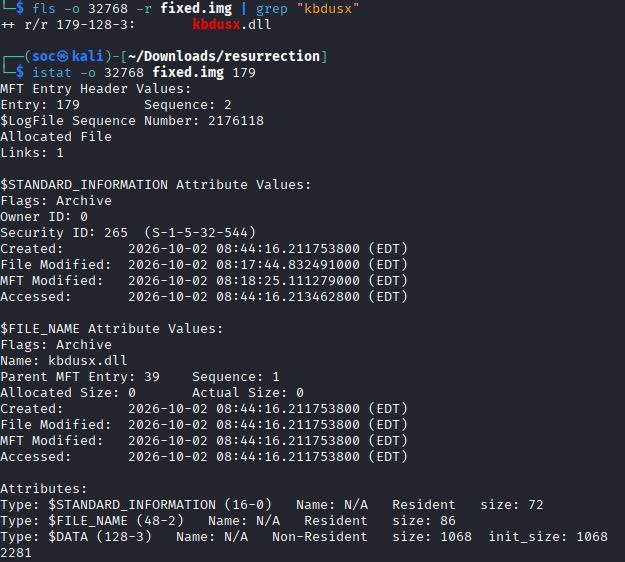 └─$ fls -o 32768 -r fixed.img | grep "kbdusx"
++ r/r 179-128-3:       kbdusx.dll

┌──(soc㉿kali)-[~/Downloads/resurrection]
└─$ istat -o 32768 fixed.img 179
MFT Entry Header Values:
Entry: 179        Sequence: 2
$LogFile Sequence Number: 2176118
Allocated File
Links: 1

$STANDARD_INFORMATION Attribute Values:
Flags: Archive
Owner ID: 0
Security ID: 265  (S-1-5-32-544)
Created:        2026-10-02 08:44:16.211753800 (EDT)
File Modified:  2026-10-02 08:17:44.832491000 (EDT)
MFT Modified:   2026-10-02 08:18:25.111279000 (EDT)
Accessed:       2026-10-02 08:44:16.213462800 (EDT)

$FILE_NAME Attribute Values:
Flags: Archive
Name: kbdusx.dll
Parent MFT Entry: 39    Sequence: 1
Allocated Size: 0       Actual Size: 0
Created:        2026-10-02 08:44:16.211753800 (EDT)
File Modified:  2026-10-02 08:44:16.211753800 (EDT)
MFT Modified:   2026-10-02 08:44:16.211753800 (EDT)
Accessed:       2026-10-02 08:44:16.211753800 (EDT)

Attributes:
Type: $STANDARD_INFORMATION (16-0)   Name: N/A   Resident   size: 72
Type: $FILE_NAME (48-2)   Name: N/A   Resident   size: 86
Type: $DATA (128-3)   Name: N/A   Non-Resident   size: 1068  init_size: 1068
2281